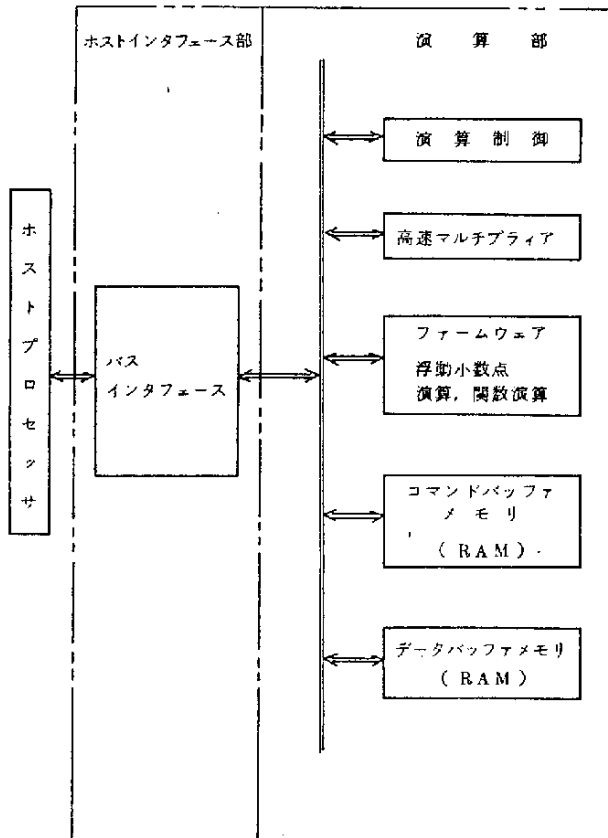 ホストインタフェース部
演算部
演算制御
ホストプロセッサ
高速マルチプライア
バス
インタフェース
ファームウェア
浮動小数点
演算，関数演算
コマンドバッファ
メモリ
(RAM)
データバッファメモリ
(RAM)